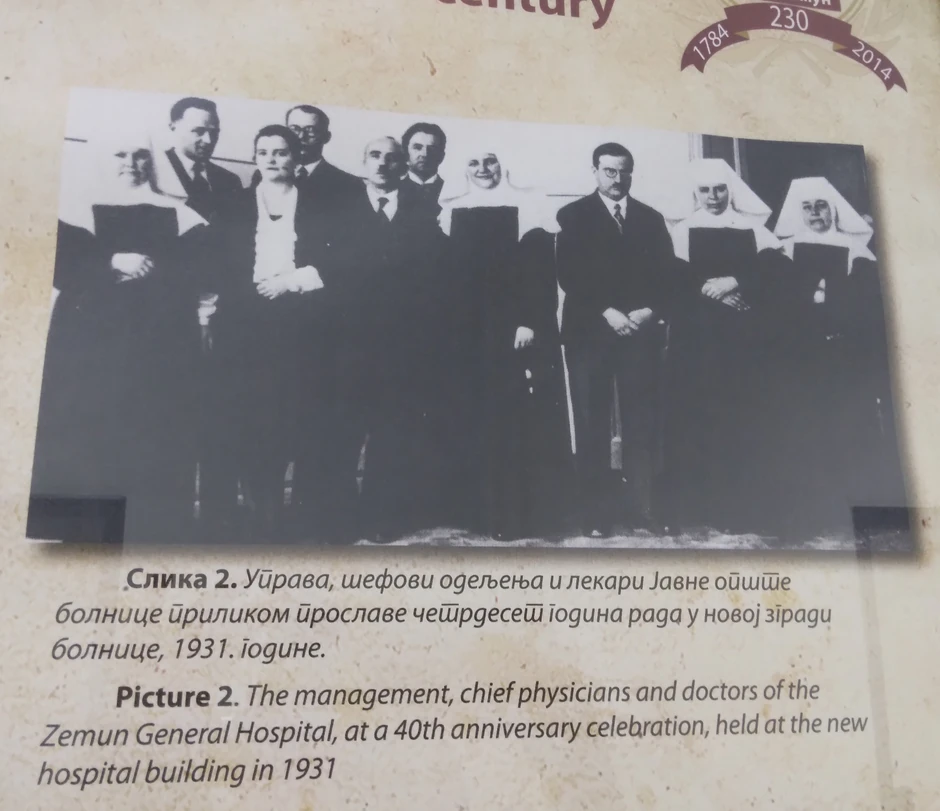 century
230
1784
2014
Слика 2. Управа, шефови одељења и лекари Јавне опште
болнице приликом прославе четрдесет година рада у новој згради
болнице, 1931. године.
Picture 2. The management, chief physicians and doctors of the
Zemun General Hospital, at a 40th anniversary celebration, held at the new
hospital building in 1931